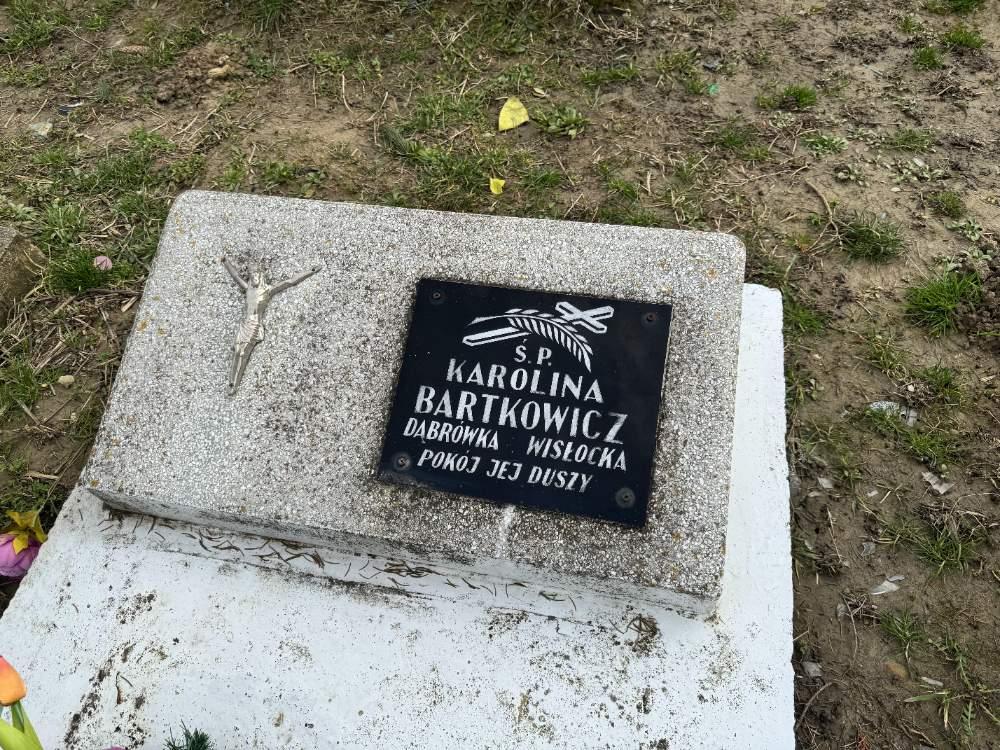 Ś. P.
KAROLINA
BARTKOWICZ
DĄBRÓWKA WISŁOCKA
POKÓJ JEJ DUSZY